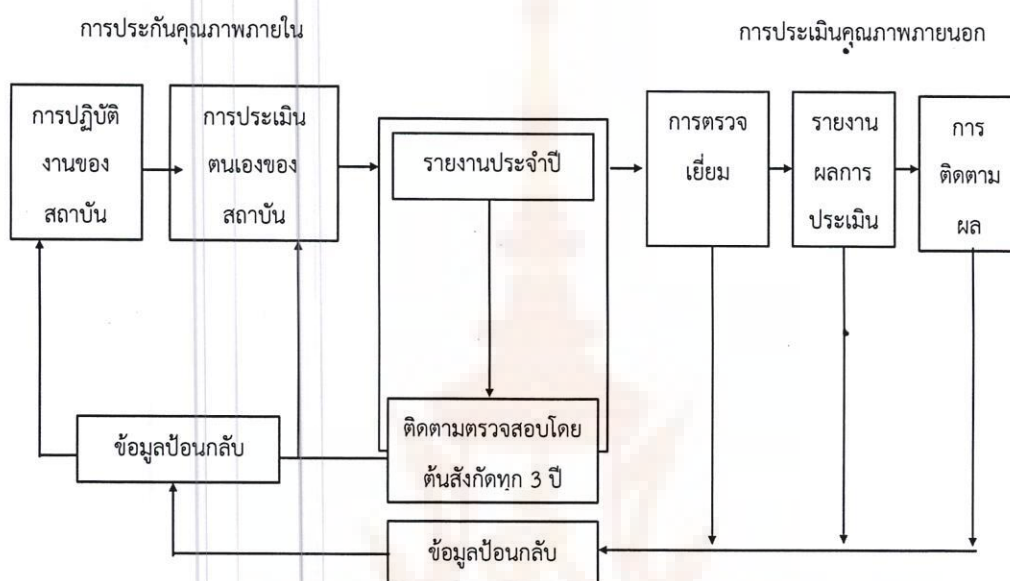 การประกันคุณภาพภายใน
การประเมินคุณภาพภายนอก
การปฏิบัติ
งานของ
สถาบัน
การประเมิน
ตนเองของ
สถาบัน
รายงานประจำปี
การตรวจ
เยี่ยม
รายงาน
ผลการ
ประเมิน
การ
ติดตาม
ผล
ข้อมูลป้อนกลับ
ติดตามตรวจสอบโดย
ต้นสังกัดทุก 3 ปี
ข้อมูลป้อนกลับ